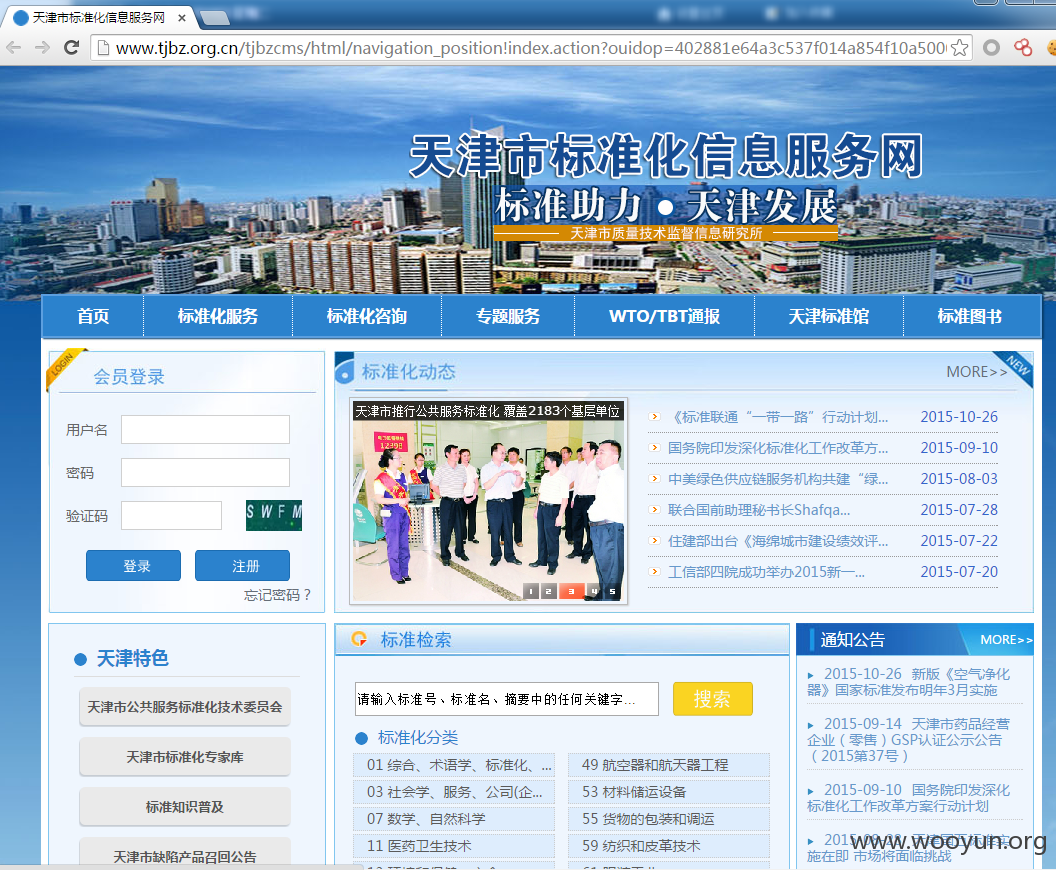 天津市标准化信息服务网
www.tjbz.org.cn/tjbzcms/html/navigation_position!index.action?ouidop=402881e64a3c537f014a854f10a500
天津市标准化信息服务网
标准助力 ● 天津发展
天津市质量技术监督信息研究所
首页 标准化服务 标准化咨询 专题服务 WTO/TBT通报 天津标准馆 标准图书
LOGIN
会员登录
用户名
密码
验证码
SWFM
登录 注册
忘记密码？
标准化动态
MORE>>
NEW
天津市推行公共服务标准化 覆盖2183个基层单位
12398
1 2 3 4 5
《标准联通“一带一路”行动计划... 2015-10-26
国务院印发深化标准化工作改革方... 2015-09-10
中美绿色供应链服务机构共建“绿... 2015-08-03
联合国前助理秘书长Shafqa... 2015-07-28
住建部出台《海绵城市建设绩效评... 2015-07-22
工信部四院成功举办2015新一... 2015-07-20
天津特色
天津市公共服务标准化技术委员会
天津市标准化专家库
标准知识普及
天津市缺陷产品召回公告
标准检索
请输入标准号、标准名、摘要中的任何关键字...
搜索
标准化分类
01 综合、术语学、标准化、... 49 航空器和航天器工程
03 社会学、服务、公司(企... 53 材料储运设备
07 数学、自然科学 55 货物的包装和调运
11 医药卫生技术 59 纺织和皮革技术
通知公告
MORE>>
2015-10-26 新版《空气净化
器》国家标准发布明年3月实施
2015-09-14 天津市药品经营
企业（零售）GSP认证公示公告
（2015第37号）
2015-09-10 国务院印发深化
标准化工作改革方案行动计划
施在即 市场将面临挑战
www.wooyun.org